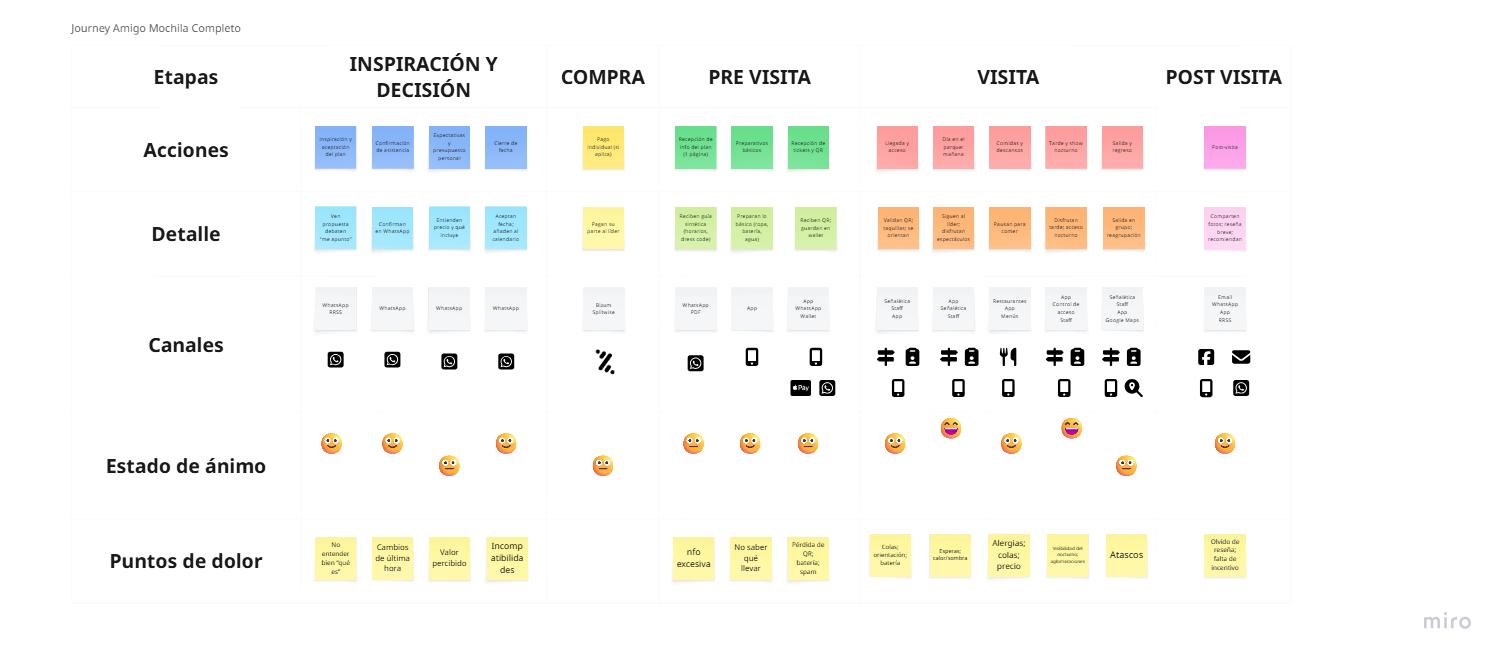 Journey Amigo Mochila Completo
Etapas
INSPIRACIÓN Y
DECISIÓN
COMPRA
PRE VISITA
VISITA
POST VISITA
Acciones
Inspiración y
aceptación
del plan
Confirmación
de asistencia
Expectativas
y
presupuesto
personal
Cierre de
fecha
Pago
individual (si
aplica)
Recepción de
info del plan
(1 página)
Preparativos
básicos
Recepción de
tickets y QR
Llegada y
acceso
Día en el
parque:
mañana
Comidas y
descansos
Tarde y show
nocturno
Salida y
regreso
Post-visita
Detalle
Ven
propuesta
debaten
"me apunto"
Confirman
en WhatsApp
Entienden
precio y qué
incluye
Aceptan
fecha;
añaden al
calendario
Pagan su
parte al líder
Reciben guía
sintética
(horarios,
dress code)
Preparan lo
básico (ropa,
batería,
agua)
Reciben QR;
guardan en
wallet
Validan QR;
taquillas; se
orientan
Siguen al
líder;
disfrutan
espectáculos
Pausan para
comer
Disfrutan
tarde; acceso
nocturno
Salida en
grupo;
reagrupación
Comparten
fotos; reseña
breve;
recomiendan
Canales
WhatsApp
RRSS
WhatsApp
WhatsApp
WhatsApp
Bizum
Splitwise
WhatsApp
PDF
App
App
WhatsApp
Wallet
Señalética
Staff
App
App
Señalética
Staff
Restaurantes
App
Menús
App
Control de
acceso
Staff
Señalética
Staff
App
Google Maps
Email
WhatsApp
App
RRSS
Pay
Estado de ánimo
Puntos de dolor
No
entender
bien "qué
es"
Cambios
de última
hora
Valor
percibido
Incomp
atibilida
des
nfo
excesiva
No saber
qué
llevar
Pérdida de
QR;
batería;
spam
Colas;
orientación;
batería
Esperas;
calor/sombra
Alergias;
colas;
precio
Visibilidad del
nocturno;
aglomeraciones
Atascos
Olvido de
reseña;
falta de
incentivo
miro